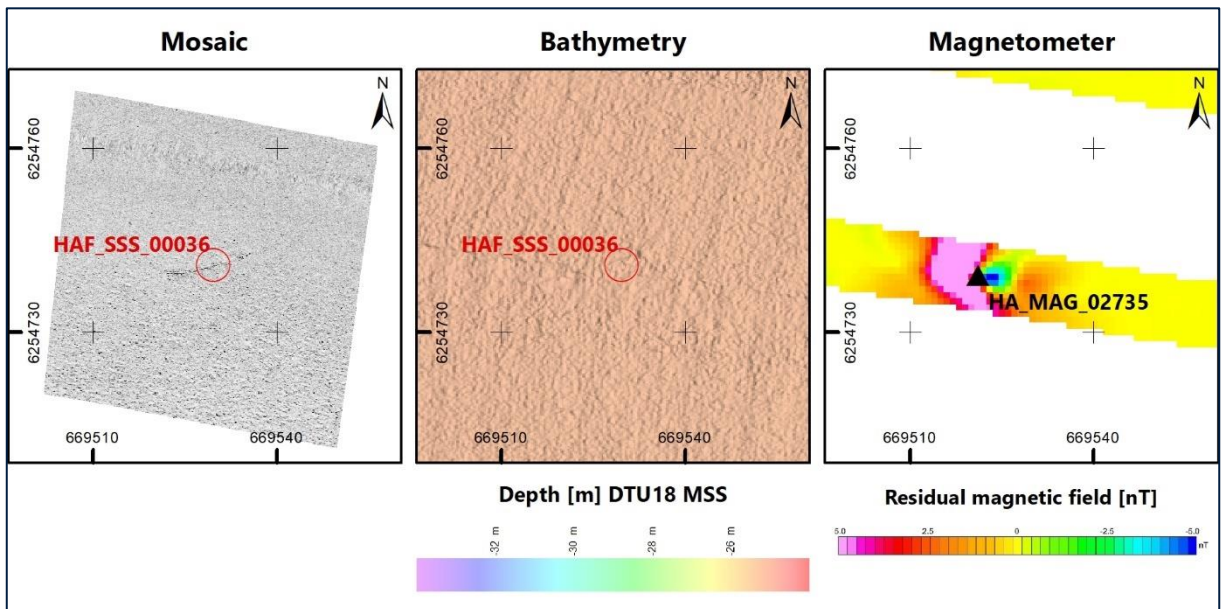 Mosaic
N
6254760
6254730
HAF_SSS_00036
669510
669540
Bathymetry
N
6254760
6254730
HAF_SSS_00036
669510
669540
Depth [m] DTU18 MSS
-32 m
-30 m
-28 m
-26 m
Magnetometer
N
6254760
6254730
HA_MAG_02735
669510
669540
Residual magnetic field [nT]
5.0 2.5 0 -2.5 -5.0
nT